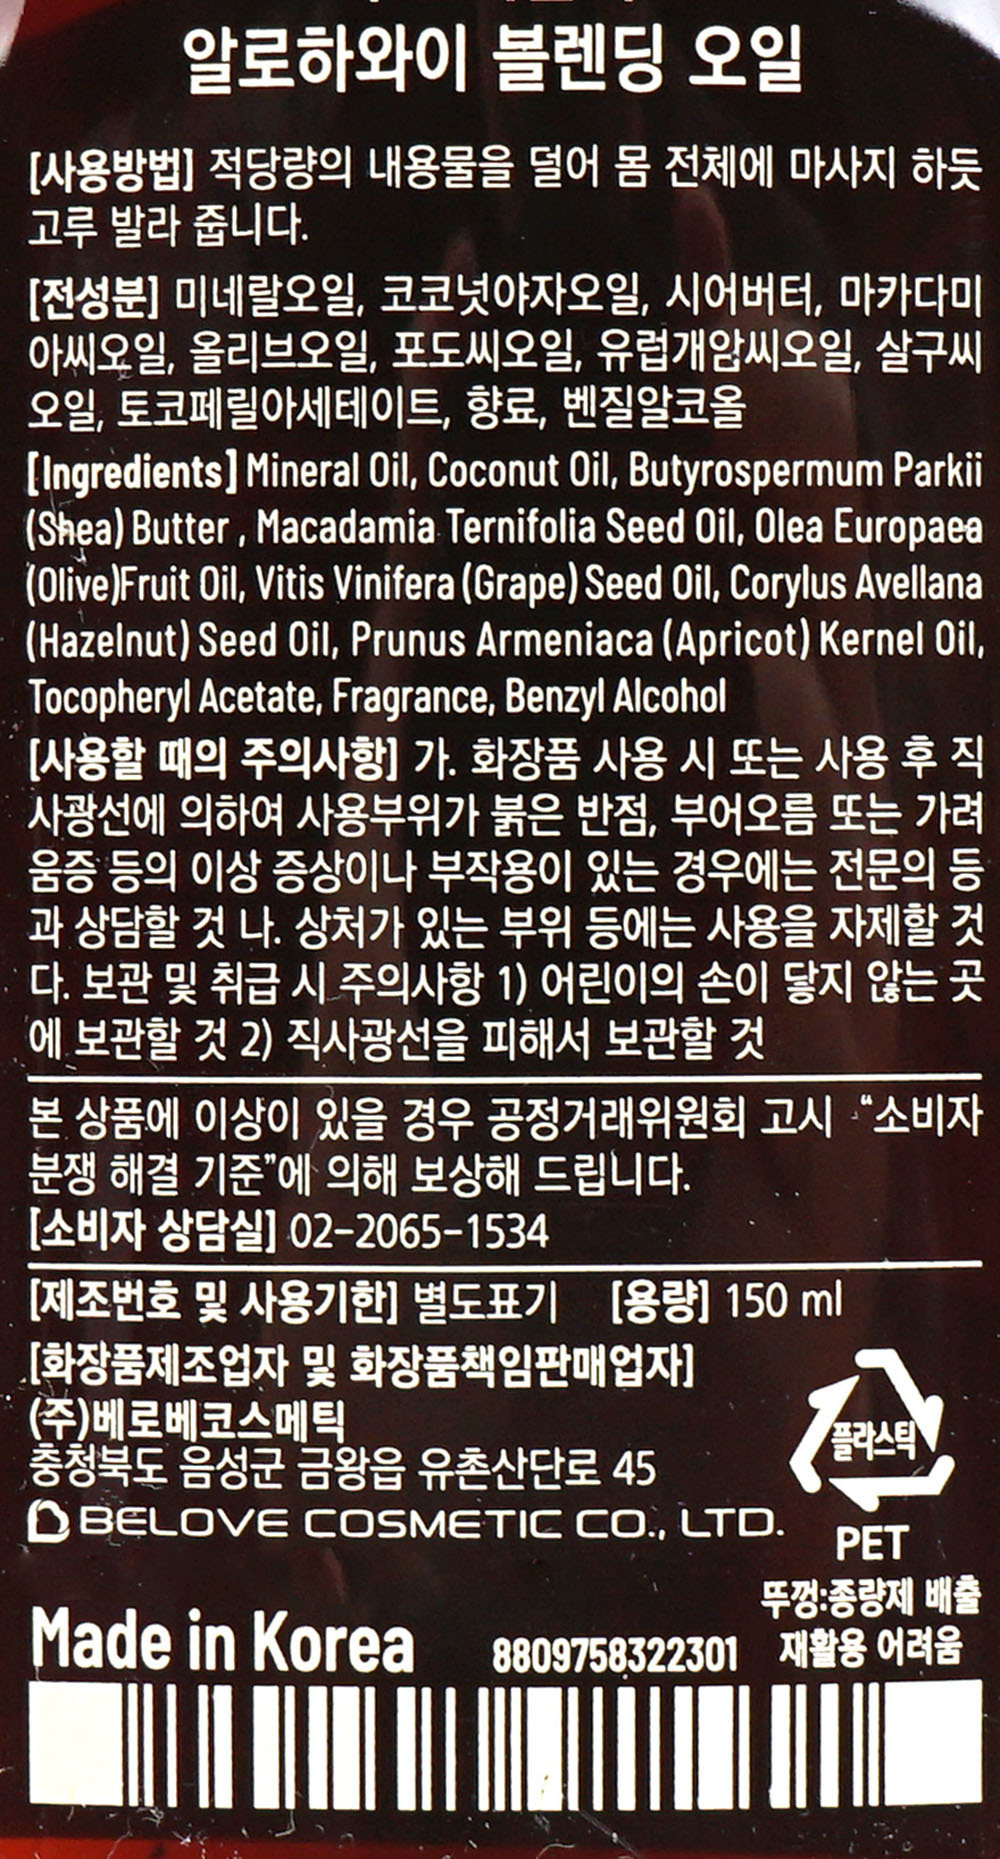 알로하와이 블렌딩 오일
[사용방법] 적당량의 내용물을 덜어 몸 전체에 마사지 하듯
고루 발라 줍니다.
[전성분] 미네랄오일, 코코넛야자오일, 시어버터, 마카다미
아씨오일, 올리브오일, 포도씨오일, 유럽개암씨오일, 살구씨
오일, 토코페릴아세테이트, 향료, 벤질알코올
[Ingredients] Mineral Oil, Coconut Oil, Butyrospermum Parkii
(Shea) Butter , Macadamia Ternifolia Seed Oil, Olea Europaea
(Olive)Fruit Oil, Vitis Vinifera (Grape) Seed Oil, Corylus Avellana
(Hazelnut) Seed Oil, Prunus Armeniaca (Apricot) Kernel Oil,
Tocopheryl Acetate, Fragrance, Benzyl Alcohol
[사용할 때의 주의사항] 가. 화장품 사용 시 또는 사용 후 직
사광선에 의하여 사용부위가 붉은 반점, 부어오름 또는 가려
움증 등의 이상 증상이나 부작용이 있는 경우에는 전문의 등
과 상담할 것 나. 상처가 있는 부위 등에는 사용을 자제할 것
다. 보관 및 취급 시 주의사항 1) 어린이의 손이 닿지 않는 곳
에 보관할 것 2) 직사광선을 피해서 보관할 것
본 상품에 이상이 있을 경우 공정거래위원회 고시 “소비자
분쟁 해결 기준”에 의해 보상해 드립니다.
[소비자 상담실] 02-2065-1534
[제조번호 및 사용기한] 별도표기 [용량] 150 ml
[화장품제조업자 및 화장품책임판매업자]
(주)베로베코스메틱
충청북도 음성군 금왕읍 유촌산단로 45
BELOVE COSMETIC CO., LTD.
플라스틱
PET
뚜껑:종량제 배출
재활용 어려움
Made in Korea
8809758322301